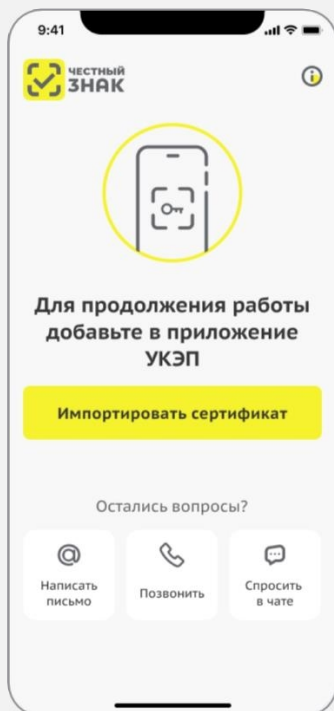 9:41
ЧЕСТНЫЙ
ЗНАК
Для продолжения работы
добавьте в приложение
УКЭП
Импортировать сертификат
Остались вопросы?
Написать
письмо
Позвонить
Спросить
в чате